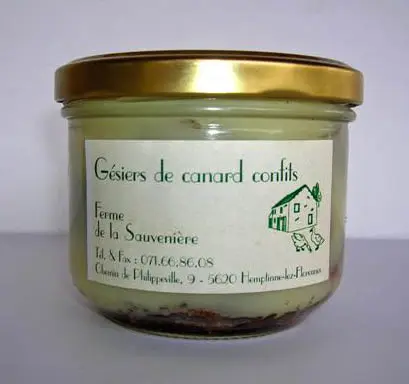 Gésiers de canard confits
Ferme
de la Sauvenière
Tél. & Fax : 071.66.86.08
Chemin de Philippeville, 9 - 5620 Hemptinne-lez-Florennes